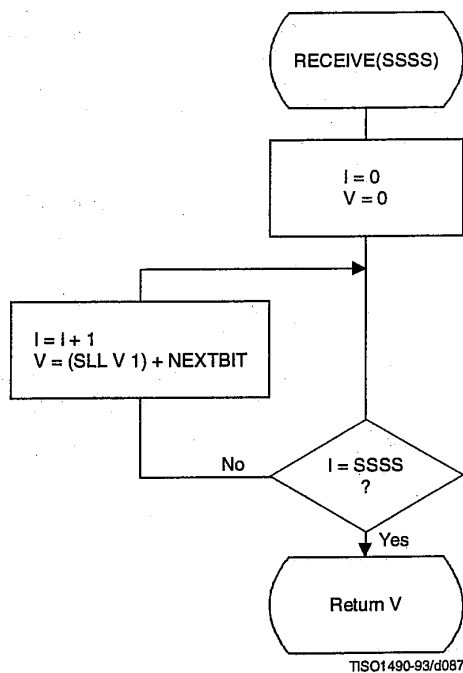 RECEIVE(SSSS)
I = 0
V = 0
I = I + 1
V = (SLL V 1) + NEXTBIT
No
I = SSSS
?
Yes
Return V
TISO1490-93/d087